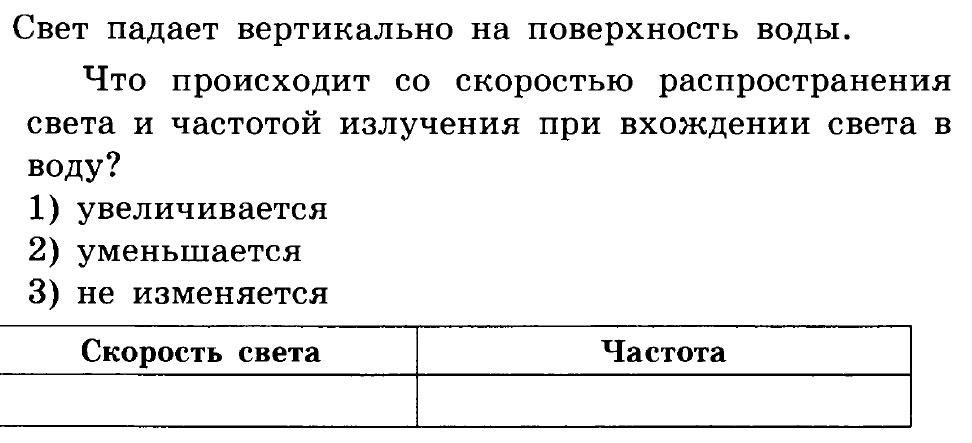 Свет падает вертикально на поверхность воды.
Что происходит со скоростью распространения
света и частотой излучения при вхождении света в
воду?
1) увеличивается
2) уменьшается
3) не изменяется
Скорость света Частота